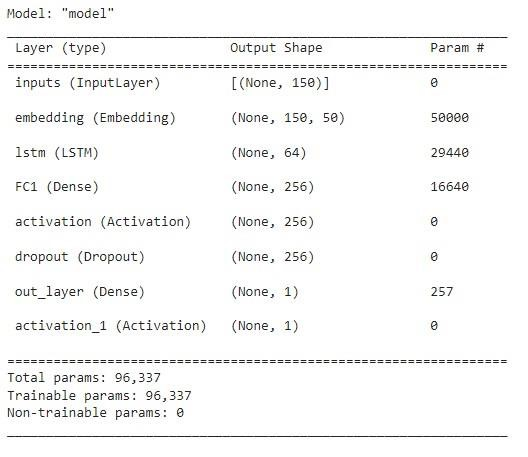 Model: "model"
Layer (type) Output Shape Param #
inputs (InputLayer) [(None, 150)] 0
embedding (Embedding) (None, 150, 50) 50000
lstm (LSTM) (None, 64) 29440
FC1 (Dense) (None, 256) 16640
activation (Activation) (None, 256) 0
dropout (Dropout) (None, 256) 0
out_layer (Dense) (None, 1) 257
activation_1 (Activation) (None, 1) 0
Total params: 96,337
Trainable params: 96,337
Non-trainable params: 0